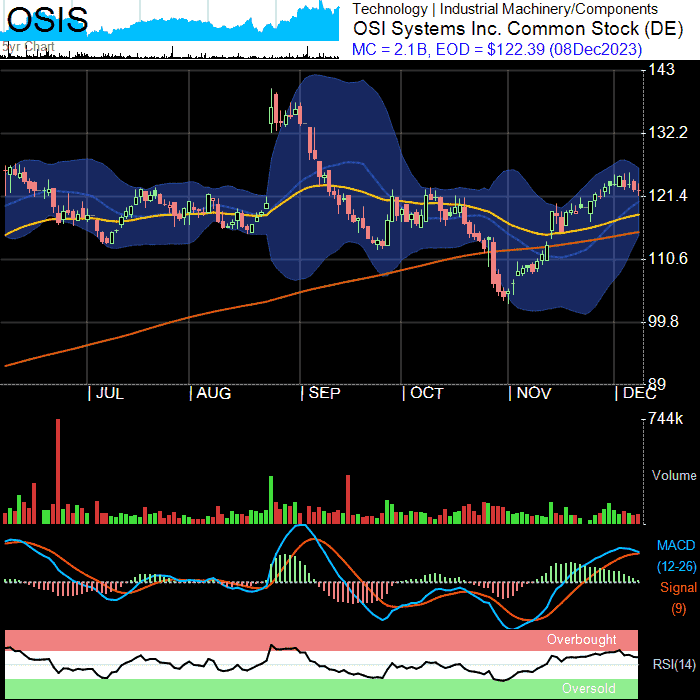 OSIS
5yr Chart
Technology | Industrial Machinery/Components
OSI Systems Inc. Common Stock (DE)
MC = 2.1B, EOD = $122.39 (08Dec2023)
143
132.2
121.4
110.6
99.8
89
| JUL | AUG | SEP | OCT | NOV | DEC
744k
Volume
MACD
(12-26)
Signal
(9)
Overbought
RSI(14)
Oversold